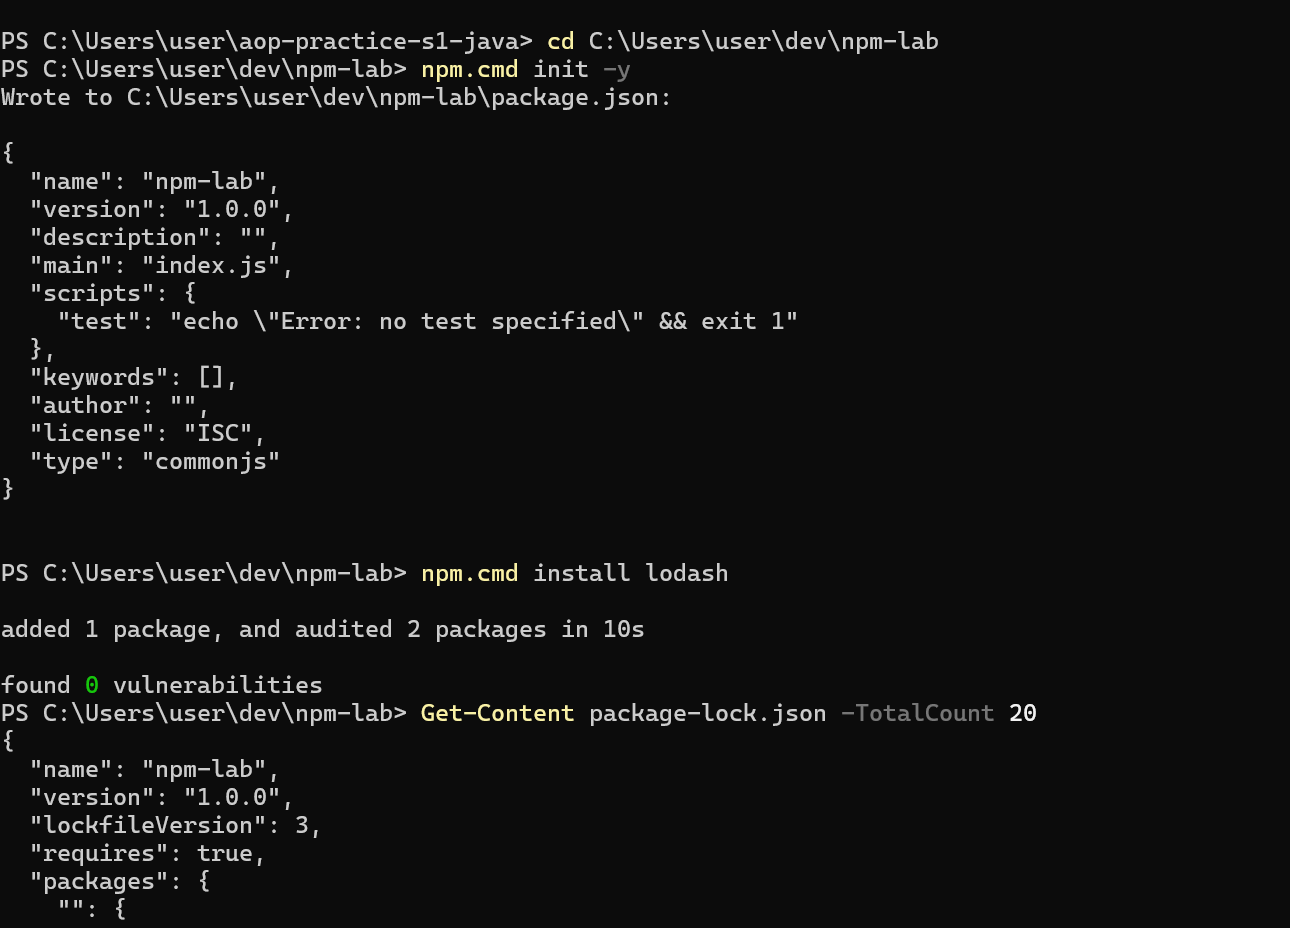 PS C:\Users\user\aop-practice-s1-java> cd C:\Users\user\dev\npm-lab
PS C:\Users\user\dev\npm-lab> npm.cmd init -y
Wrote to C:\Users\user\dev\npm-lab\package.json:
{
  "name": "npm-lab",
  "version": "1.0.0",
  "description": "",
  "main": "index.js",
  "scripts": {
    "test": "echo \"Error: no test specified\" && exit 1"
  },
  "keywords": [],
  "author": "",
  "license": "ISC",
  "type": "commonjs"
}
PS C:\Users\user\dev\npm-lab> npm.cmd install lodash
added 1 package, and audited 2 packages in 10s
found 0 vulnerabilities
PS C:\Users\user\dev\npm-lab> Get-Content package-lock.json -TotalCount 20
{
  "name": "npm-lab",
  "version": "1.0.0",
  "lockfileVersion": 3,
  "requires": true,
  "packages": {
    "": {